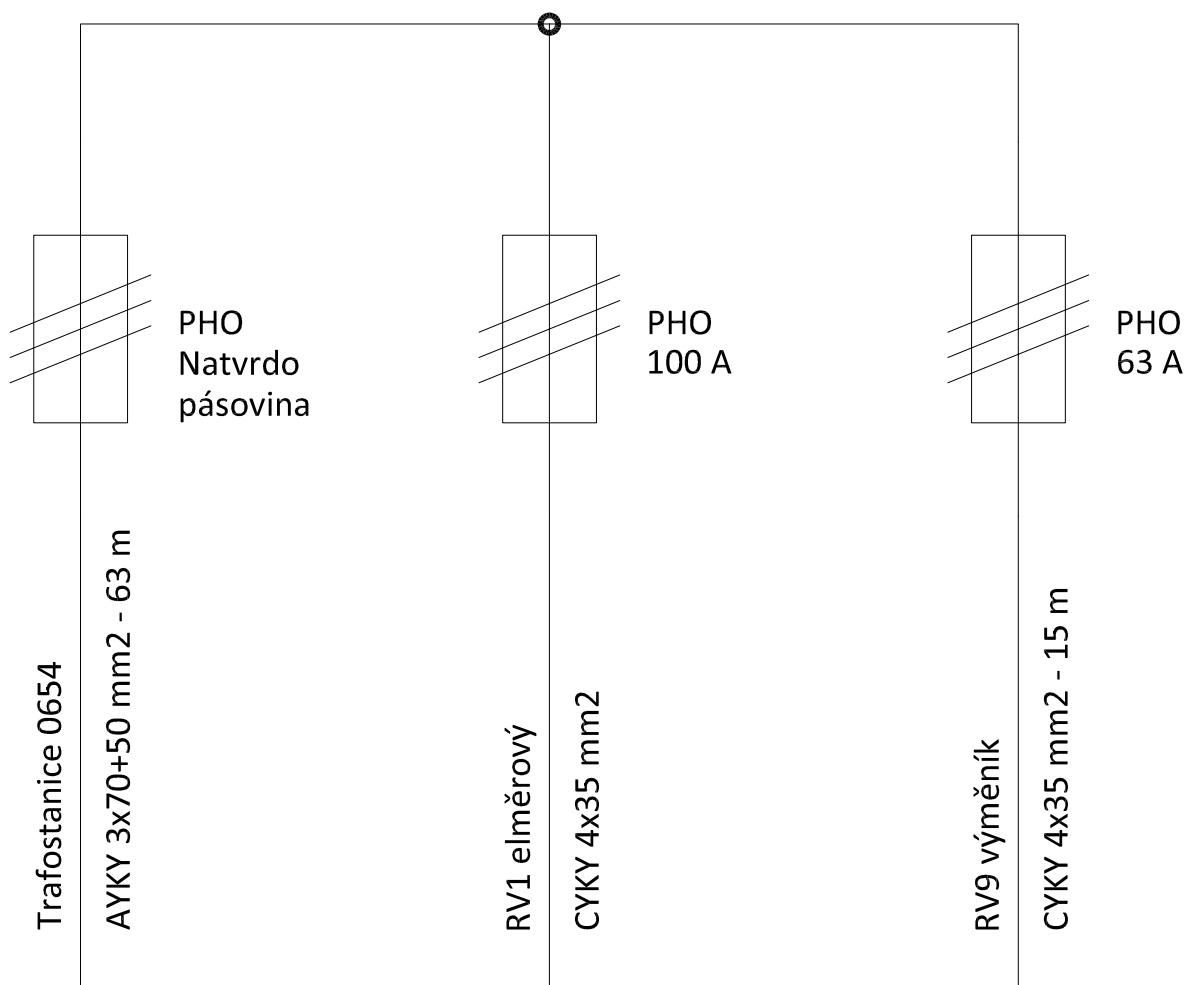 PHO
Natvrdo
pásovina
PHO
100 A
PHO
63 A
Trafostanice 0654
AYKY 3x70+50 mm2 - 63 m
RV1 elměrový
CYKY 4x35 mm2
RV9 výměník
CYKY 4x35 mm2 - 15 m